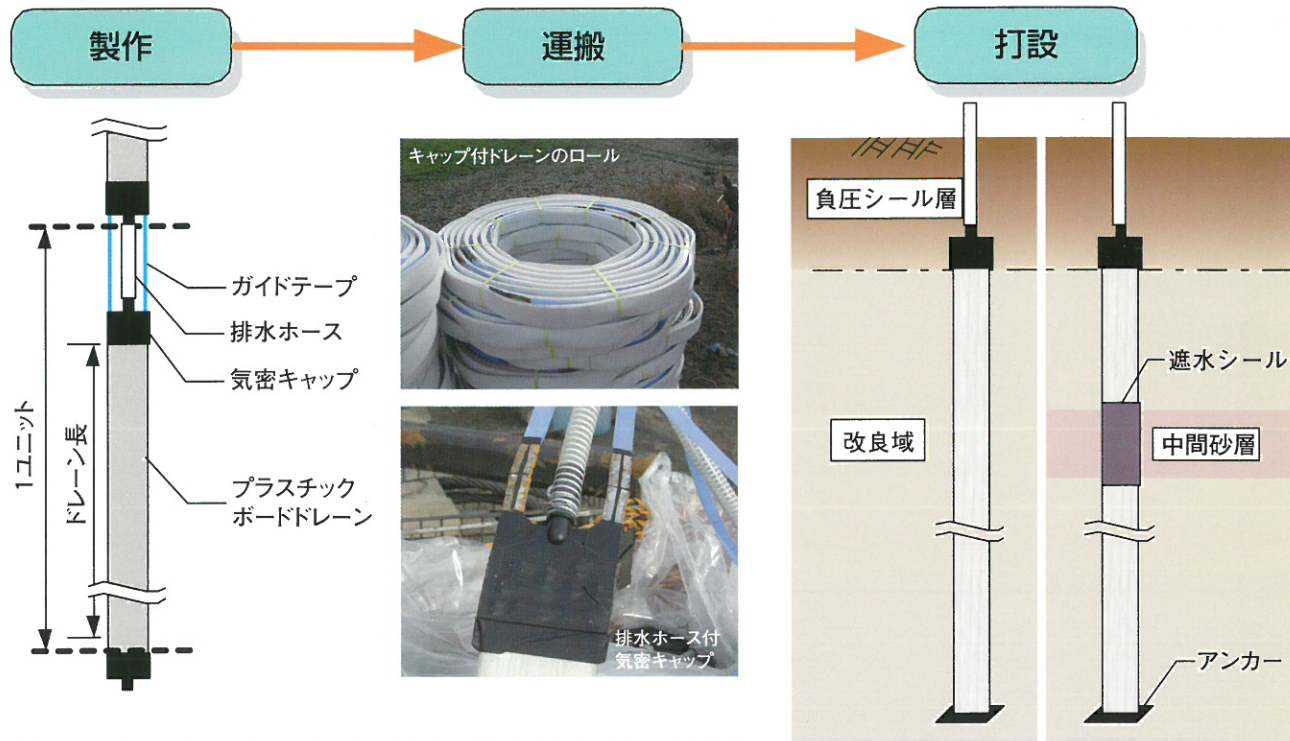 製作
運搬
打設
ガイドテープ
排水ホース
気密キャップ
1ユニット
ドレーン長
プラスチック
ボードドレーン
キャップ付ドレーンのロール
排水ホース付
気密キャップ
負圧シール層
改良域
遮水シール
中間砂層
アンカー